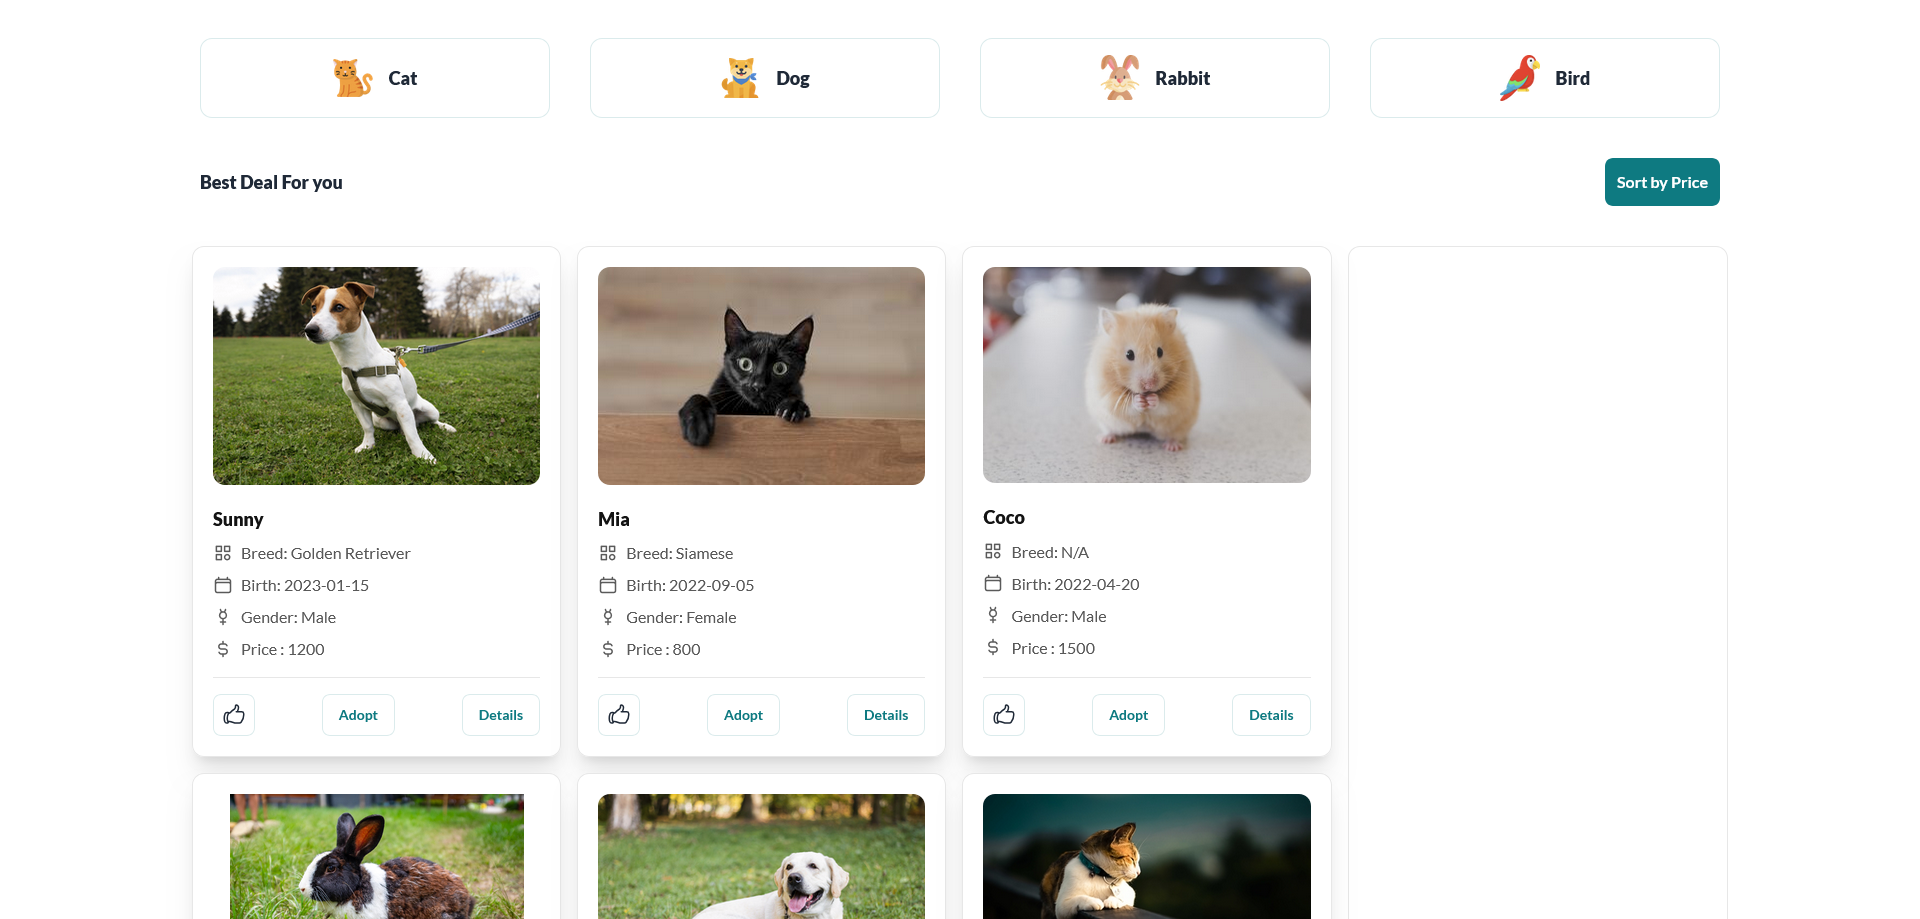 Cat
Dog
Rabbit
Bird
Best Deal For you
Sort by Price
Sunny
Breed: Golden Retriever
Birth: 2023-01-15
Gender: Male
Price : 1200
Adopt
Details
Mia
Breed: Siamese
Birth: 2022-09-05
Gender: Female
Price : 800
Adopt
Details
Coco
Breed: N/A
Birth: 2022-04-20
Gender: Male
Price : 1500
Adopt
Details